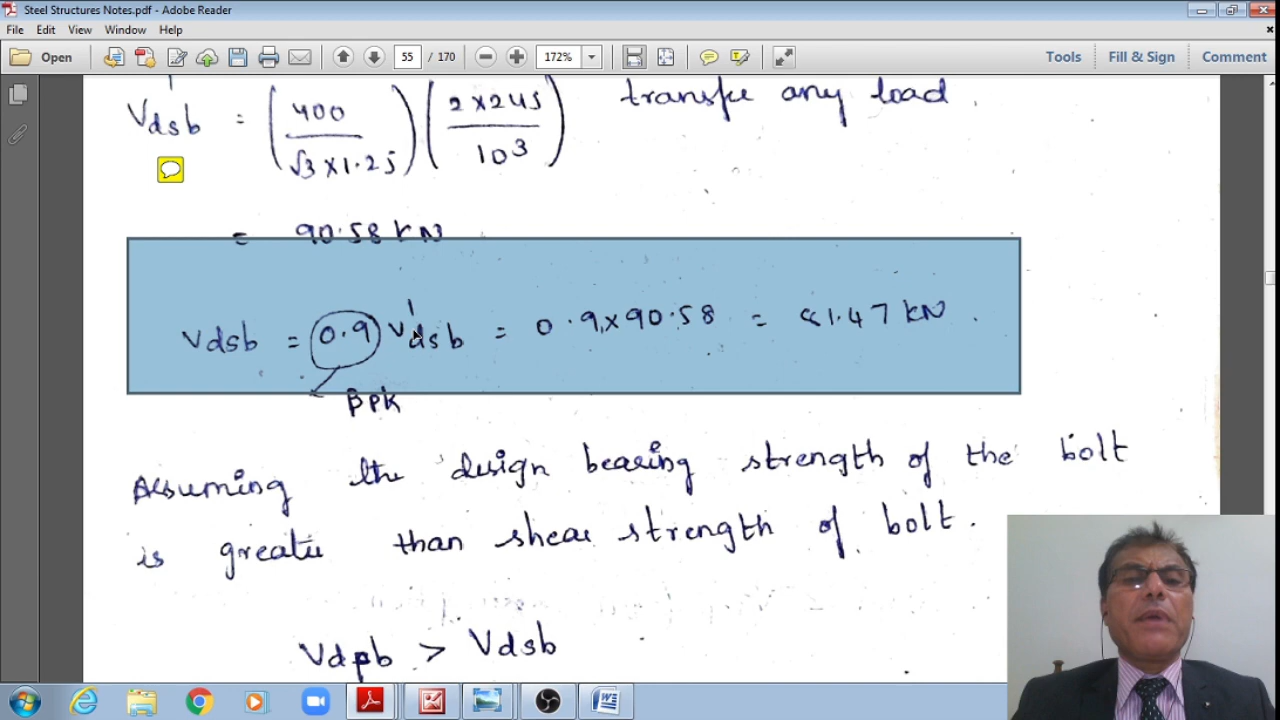 Steel Structures Notes.pdf - Adobe Reader
File Edit View Window Help
Open 55 / 170 172% Tools Fill & Sign Comment
V'dsb = (400 / √3 x 1.25) (2 x 245 / 10³) transfer any load.
= 90.58 kN
Vdsb = 0.9 V'dsb = 0.9 x 90.58 = 81.47 kN.
βpk
Assuming the design bearing strength of the bolt
is greater than shear strength of bolt.
Vdpb > Vdsb